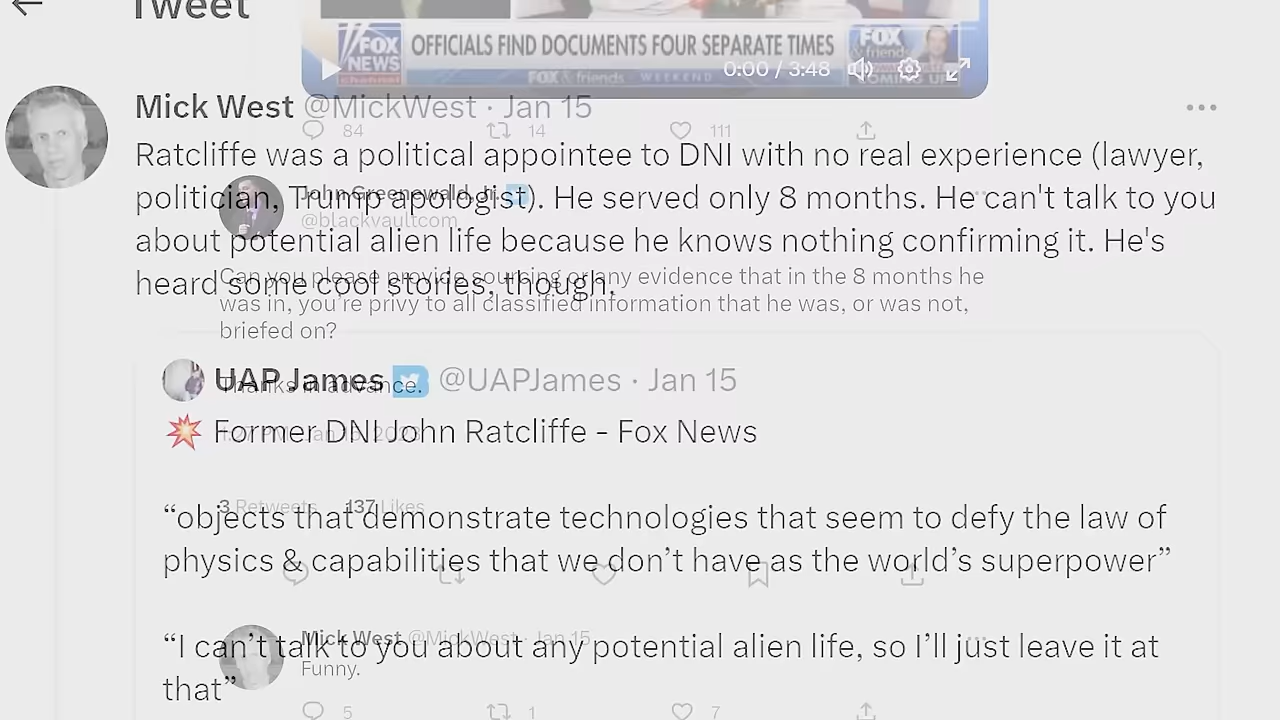 Tweet
FOX NEWS channel
OFFICIALS FIND DOCUMENTS FOUR SEPARATE TIMES
FOX & friends
FOX & friends WEEKEND
0:00 / 3:48
COMING UP
Mick West @MickWest · Jan 15
84 14 111
Ratcliffe was a political appointee to DNI with no real experience (lawyer,
politician, Trump apologist). He served only 8 months. He can't talk to you
about potential alien life because he knows nothing confirming it. He's
heard some cool stories, though.
John Greenewald, Jr.
@blackvaultcom
Can you please provide sourcing or any evidence that in the 8 months he
was in, you're privy to all classified information that he was, or was not,
briefed on?
Thanks in advance.
UAP James @UAPJames · Jan 15
💥 Former DNI John Ratcliffe - Fox News
3 Retweets 137 Likes
“objects that demonstrate technologies that seem to defy the law of
physics & capabilities that we don’t have as the world’s superpower”
“I can’t talk to you about any potential alien life, so I’ll just leave it at
that”
Mick West @MickWest · Jan 15
Funny.
5 1 7